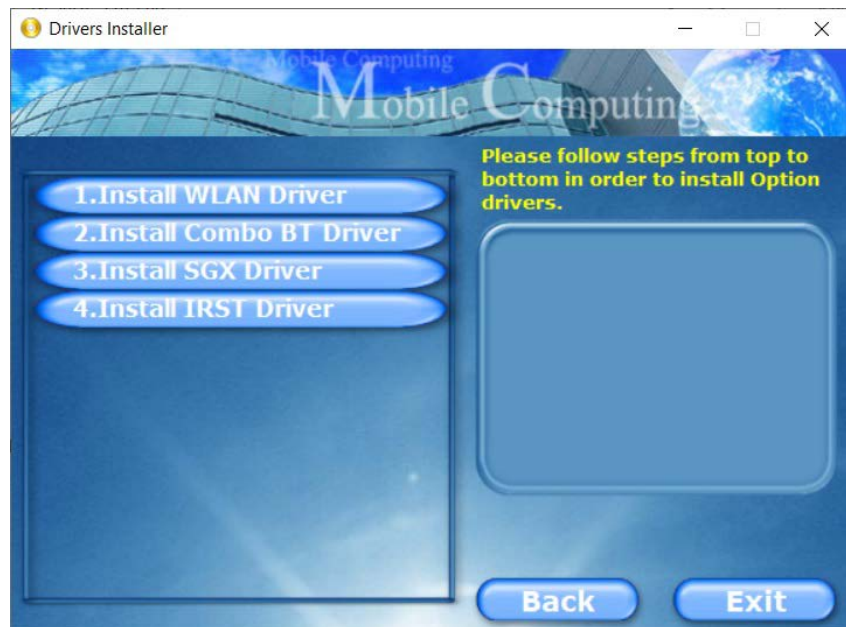 Drivers Installer
Mobile Computing
Mobile Computing
Please follow steps from top to
bottom in order to install Option
drivers.
1.Install WLAN Driver
2.Install Combo BT Driver
3.Install SGX Driver
4.Install IRST Driver
Back
Exit